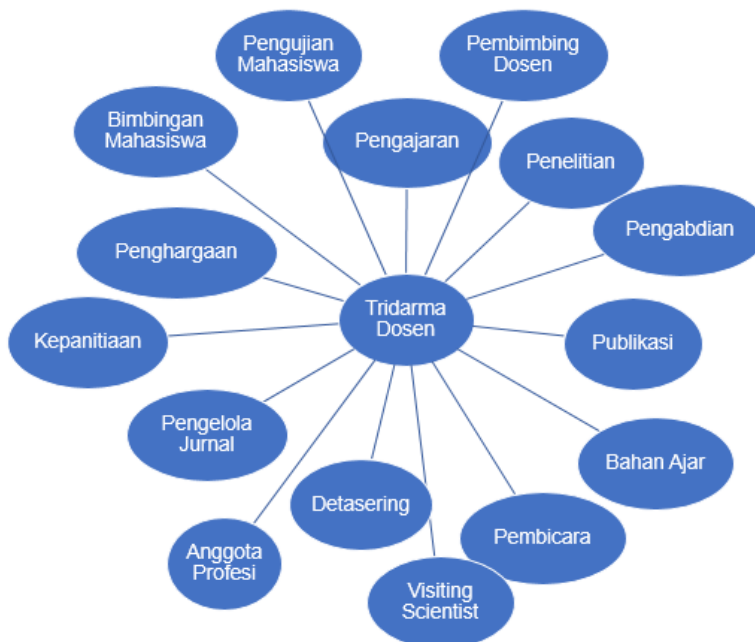 Pengujian
Mahasiswa
Pembimbing
Dosen
Bimbingan
Mahasiswa
Pengajaran
Penelitian
Penghargaan
Pengabdian
Tridarma
Dosen
Kepanitiaan
Publikasi
Pengelola
Jurnal
Bahan Ajar
Detasering
Pembicara
Anggota
Profesi
Visiting
Scientist